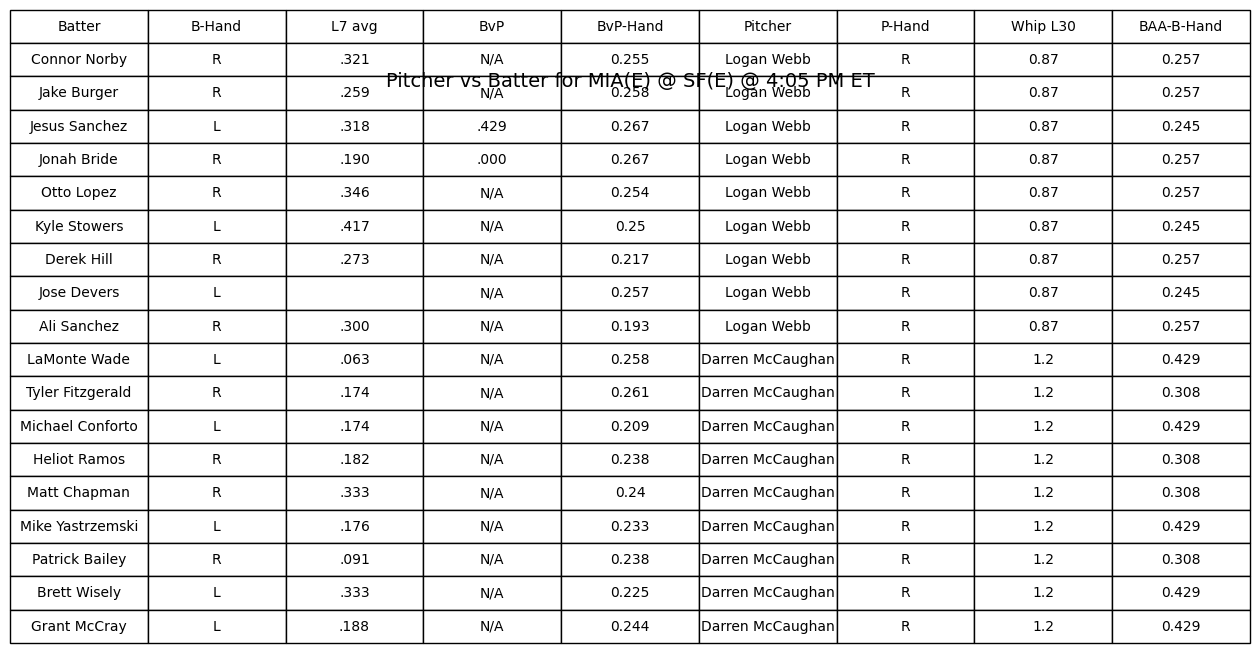 Batter B-Hand L7 avg BvP BvP-Hand Pitcher P-Hand Whip L30 BAA-B-Hand
Connor Norby R .321 N/A 0.255 Logan Webb R 0.87 0.257
Pitcher vs Batter for MIA(E) @ SF(E) @ 4:05 PM ET
Jake Burger R .259 N/A 0.258 Logan Webb R 0.87 0.257
Jesus Sanchez L .318 .429 0.267 Logan Webb R 0.87 0.245
Jonah Bride R .190 .000 0.267 Logan Webb R 0.87 0.257
Otto Lopez R .346 N/A 0.254 Logan Webb R 0.87 0.257
Kyle Stowers L .417 N/A 0.25 Logan Webb R 0.87 0.245
Derek Hill R .273 N/A 0.217 Logan Webb R 0.87 0.257
Jose Devers L N/A 0.257 Logan Webb R 0.87 0.245
Ali Sanchez R .300 N/A 0.193 Logan Webb R 0.87 0.257
LaMonte Wade L .063 N/A 0.258 Darren McCaughan R 1.2 0.429
Tyler Fitzgerald R .174 N/A 0.261 Darren McCaughan R 1.2 0.308
Michael Conforto L .174 N/A 0.209 Darren McCaughan R 1.2 0.429
Heliot Ramos R .182 N/A 0.238 Darren McCaughan R 1.2 0.308
Matt Chapman R .333 N/A 0.24 Darren McCaughan R 1.2 0.308
Mike Yastrzemski L .176 N/A 0.233 Darren McCaughan R 1.2 0.429
Patrick Bailey R .091 N/A 0.238 Darren McCaughan R 1.2 0.308
Brett Wisely L .333 N/A 0.225 Darren McCaughan R 1.2 0.429
Grant McCray L .188 N/A 0.244 Darren McCaughan R 1.2 0.429